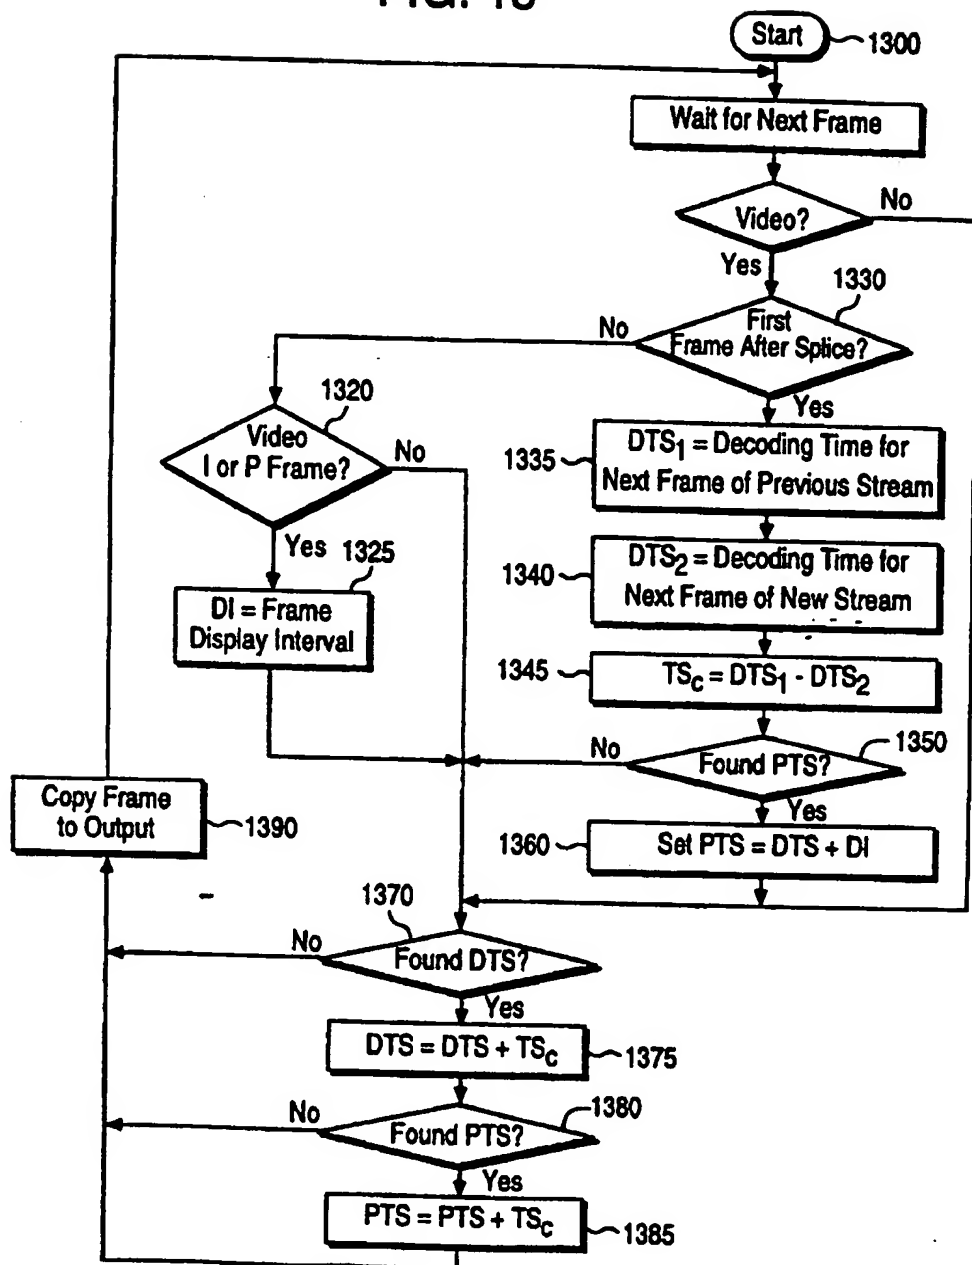 Start
1300
Wait for Next Frame
Video?
No
Yes
1330
First
Frame After Splice?
No
Yes
1320
Video
I or P Frame?
No
Yes
1325
DI = Frame
Display Interval
1335
DTS1 = Decoding Time for
Next Frame of Previous Stream
1340
DTS2 = Decoding Time for
Next Frame of New Stream
1345
TSc = DTS1 - DTS2
1350
Found PTS?
No
Yes
1360
Set PTS = DTS + DI
Copy Frame
to Output
1390
1370
Found DTS?
No
Yes
DTS = DTS + TSc
1375
1380
Found PTS?
No
Yes
PTS = PTS + TSc
1385